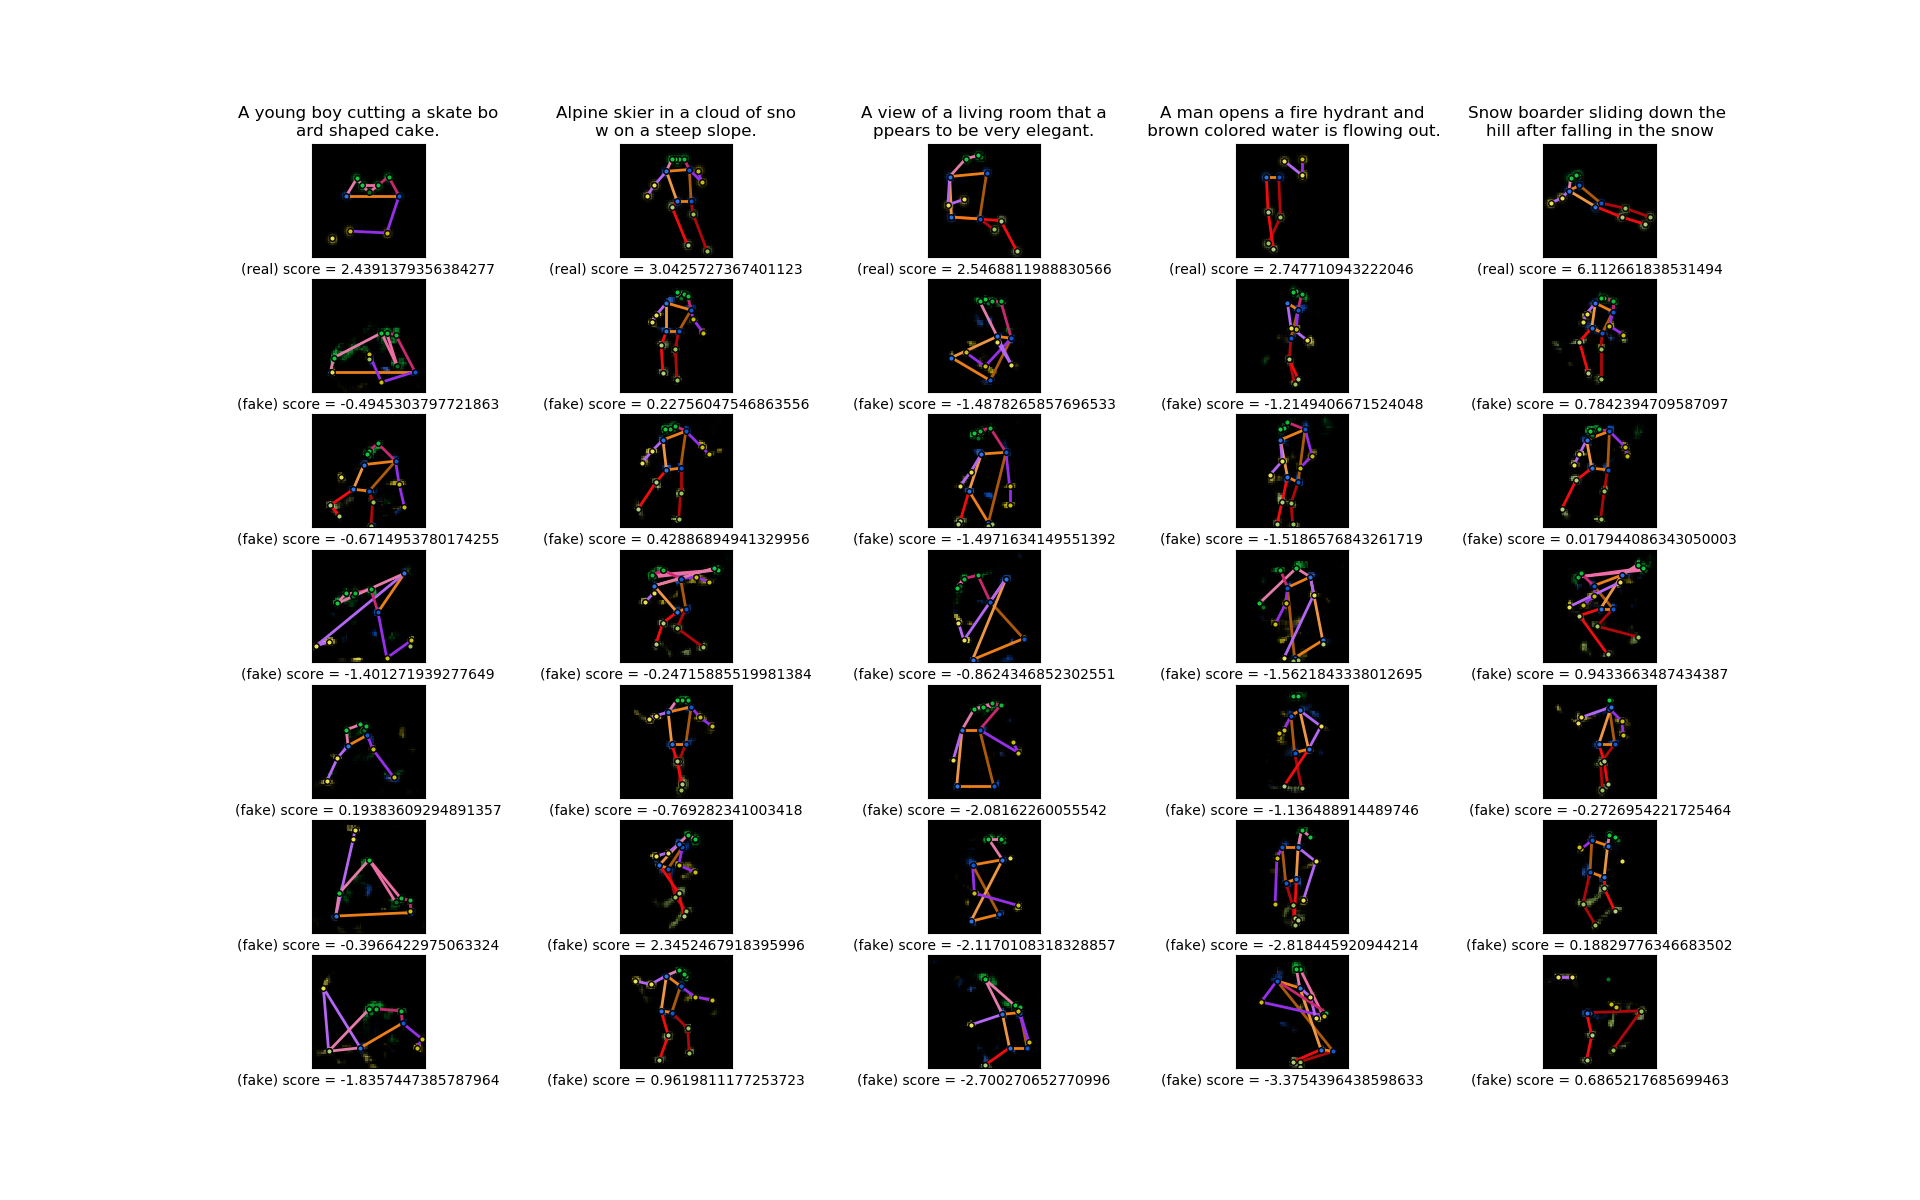 A young boy cutting a skate bo
ard shaped cake.
Alpine skier in a cloud of sno
w on a steep slope.
A view of a living room that a
ppears to be very elegant.
A man opens a fire hydrant and
brown colored water is flowing out.
Snow boarder sliding down the
hill after falling in the snow
(real) score = 2.4391379356384277
(real) score = 3.0425727367401123
(real) score = 2.5468811988830566
(real) score = 2.747710943222046
(real) score = 6.112661838531494
(fake) score = -0.4945303797721863
(fake) score = 0.22756047546863556
(fake) score = -1.4878265857696533
(fake) score = -1.2149406671524048
(fake) score = 0.7842394709587097
(fake) score = -0.6714953780174255
(fake) score = 0.42886894941329956
(fake) score = -1.4971634149551392
(fake) score = -1.5186576843261719
(fake) score = 0.017944086343050003
(fake) score = -1.401271939277649
(fake) score = -0.24715885519981384
(fake) score = -0.8624346852302551
(fake) score = -1.5621843338012695
(fake) score = 0.9433663487434387
(fake) score = 0.19383609294891357
(fake) score = -0.769282341003418
(fake) score = -2.08162260055542
(fake) score = -1.136488914489746
(fake) score = -0.2726954221725464
(fake) score = -0.3966422975063324
(fake) score = 2.3452467918395996
(fake) score = -2.1170108318328857
(fake) score = -2.818445920944214
(fake) score = 0.18829776346683502
(fake) score = -1.8357447385787964
(fake) score = 0.9619811177253723
(fake) score = -2.700270652770996
(fake) score = -3.3754396438598633
(fake) score = 0.6865217685699463